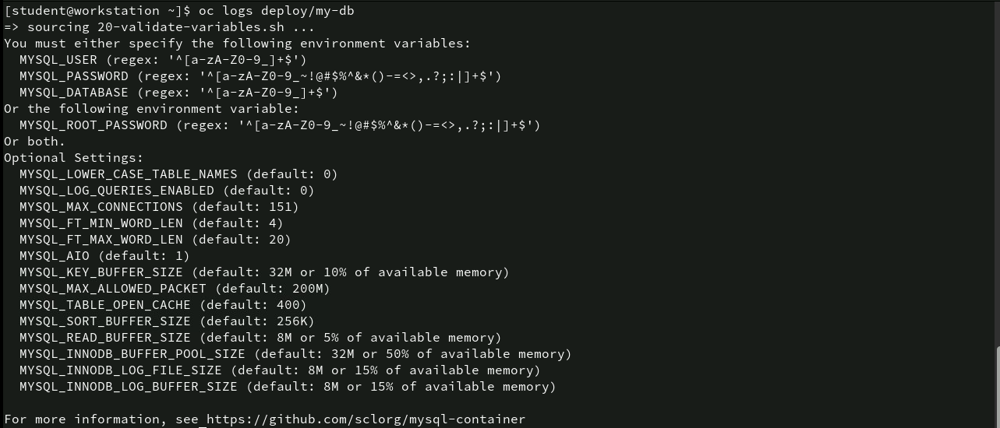 [student@workstation ~]$ oc logs deploy/my-db
=> sourcing 20-validate-variables.sh ...
You must either specify the following environment variables:
  MYSQL_USER (regex: '^[a-zA-Z0-9_]+$')
  MYSQL_PASSWORD (regex: '^[a-zA-Z0-9_~!@#$%^&*()-=<>,.?;:|]+$')
  MYSQL_DATABASE (regex: '^[a-zA-Z0-9_]+$')
Or the following environment variable:
  MYSQL_ROOT_PASSWORD (regex: '^[a-zA-Z0-9_~!@#$%^&*()-=<>,.?;:|]+$')
Or both.
Optional Settings:
  MYSQL_LOWER_CASE_TABLE_NAMES (default: 0)
  MYSQL_LOG_QUERIES_ENABLED (default: 0)
  MYSQL_MAX_CONNECTIONS (default: 151)
  MYSQL_FT_MIN_WORD_LEN (default: 4)
  MYSQL_FT_MAX_WORD_LEN (default: 20)
  MYSQL_AIO (default: 1)
  MYSQL_KEY_BUFFER_SIZE (default: 32M or 10% of available memory)
  MYSQL_MAX_ALLOWED_PACKET (default: 200M)
  MYSQL_TABLE_OPEN_CACHE (default: 400)
  MYSQL_SORT_BUFFER_SIZE (default: 256K)
  MYSQL_READ_BUFFER_SIZE (default: 8M or 5% of available memory)
  MYSQL_INNODB_BUFFER_POOL_SIZE (default: 32M or 50% of available memory)
  MYSQL_INNODB_LOG_FILE_SIZE (default: 8M or 15% of available memory)
  MYSQL_INNODB_LOG_BUFFER_SIZE (default: 8M or 15% of available memory)

For more information, see https://github.com/sclorg/mysql-container